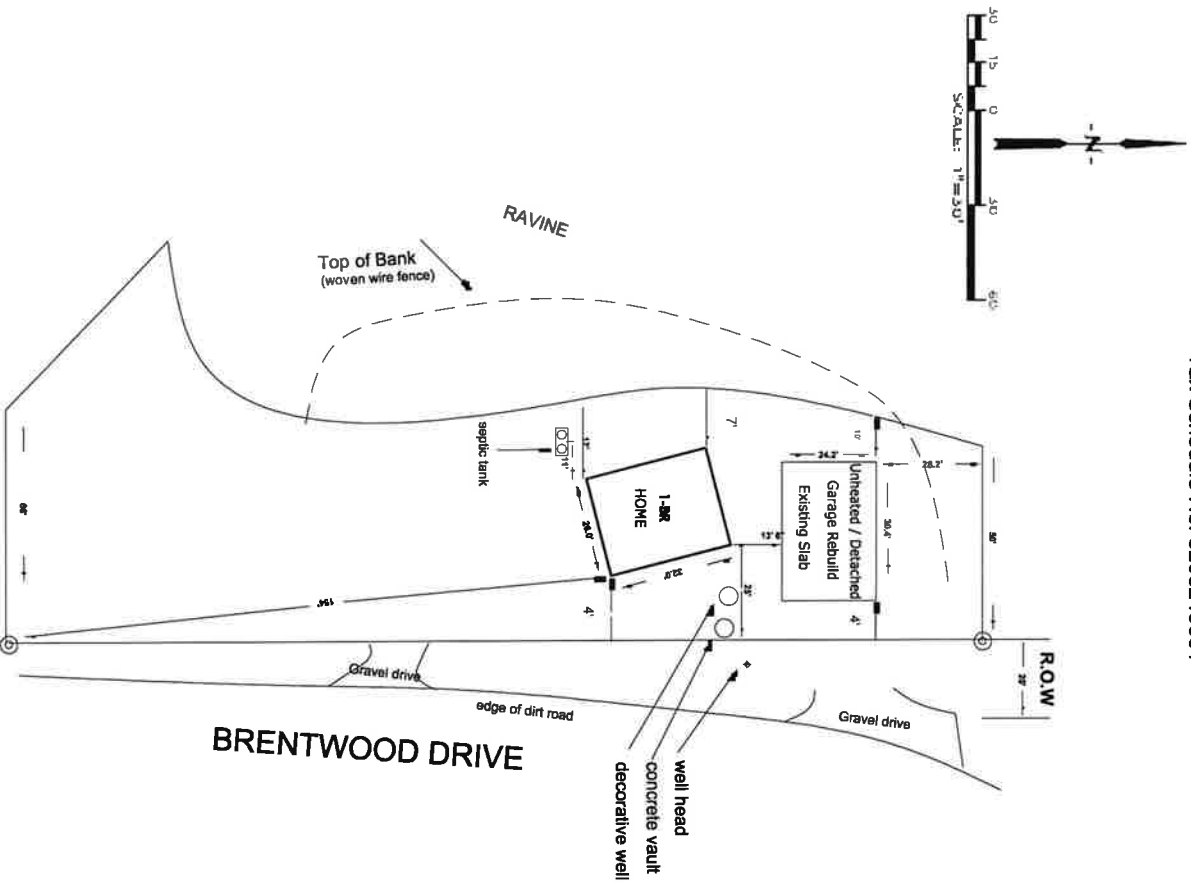 50
15
0
30
60
SCALE: 1"=30'
-N-
RAVINE
Top of Bank
(woven wire fence)
septic tank
11'
7'
1-BR
HOME
26.0'
32.0'
13' 6"
25'
4'
Unheated / Detached
Garage Rebuild
Existing Slab
24.2'
30.4'
10'
28.2'
4'
R.O.W
20'
154'
Gravel drive
edge of dirt road
Gravel drive
BRENTWOOD DRIVE
well head
concrete vault
decorative well